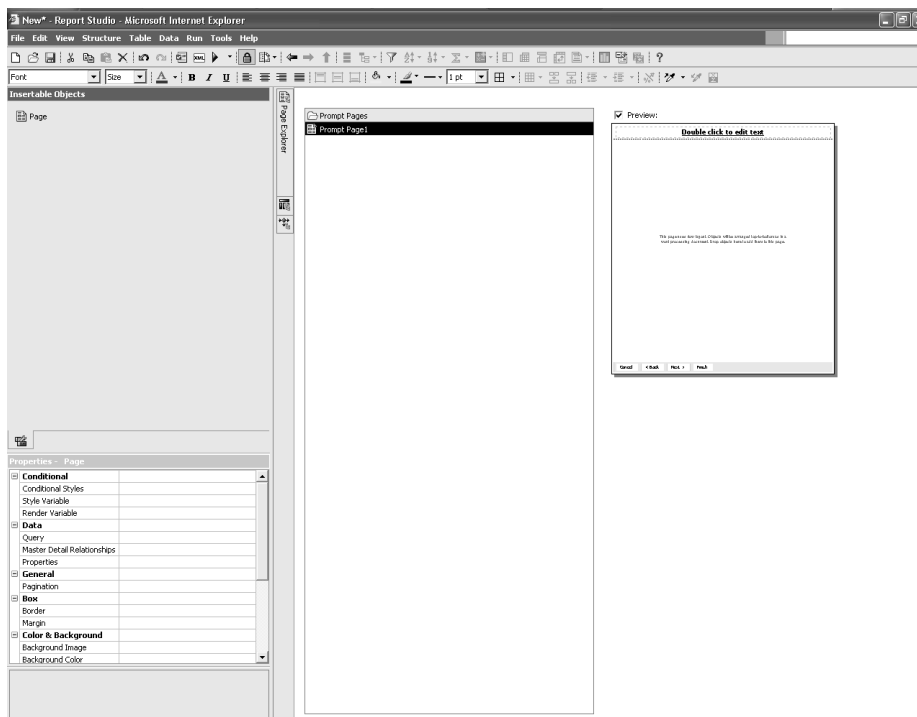 New* - Report Studio - Microsoft Internet Explorer
File Edit View Structure Table Data Run Tools Help
Font Size A B I U 1 pt
Insertable Objects
Page
Page Explorer
Prompt Pages
Prompt Page1
Preview:
Double click to edit text
Cancel < Back Next > Finish
Properties - Page
Conditional
Conditional Styles
Style Variable
Render Variable
Data
Query
Master Detail Relationships
Properties
General
Pagination
Box
Border
Margin
Color & Background
Background Image
Background Color